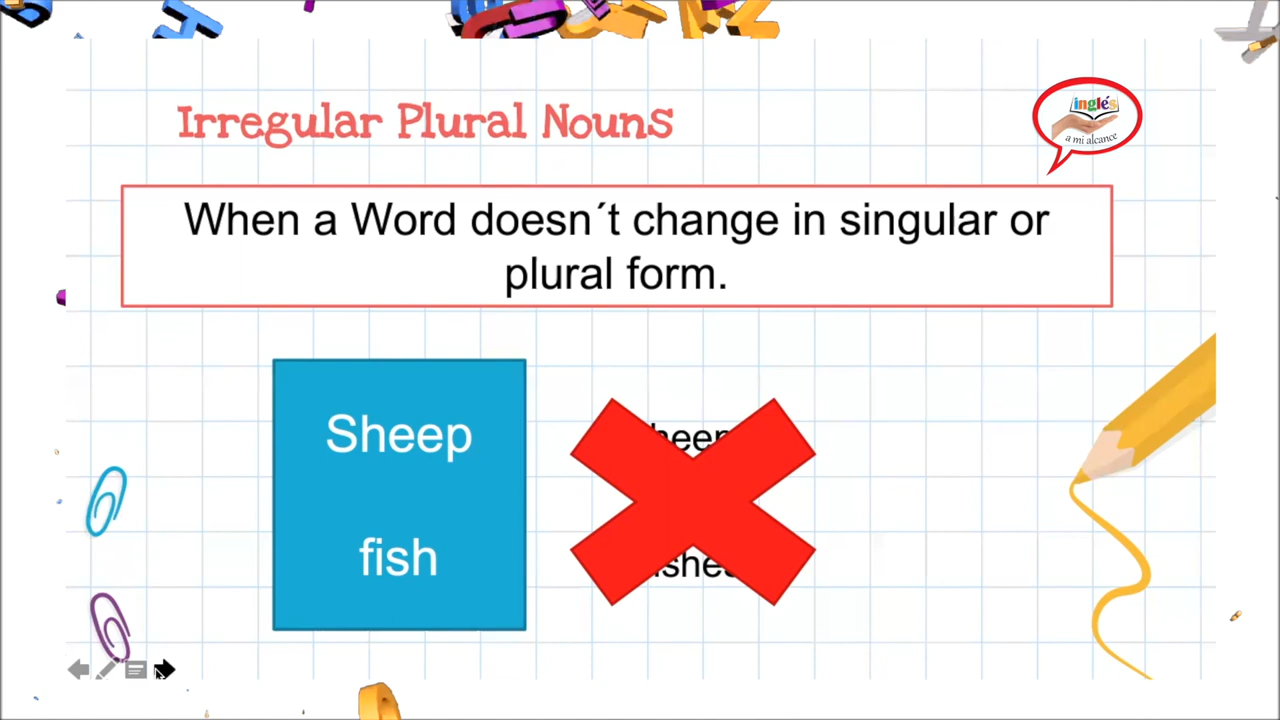 Irregular Plural Nouns
inglés
a mi alcance
When a Word doesn´t change in singular or
plural form.
Sheep
fish